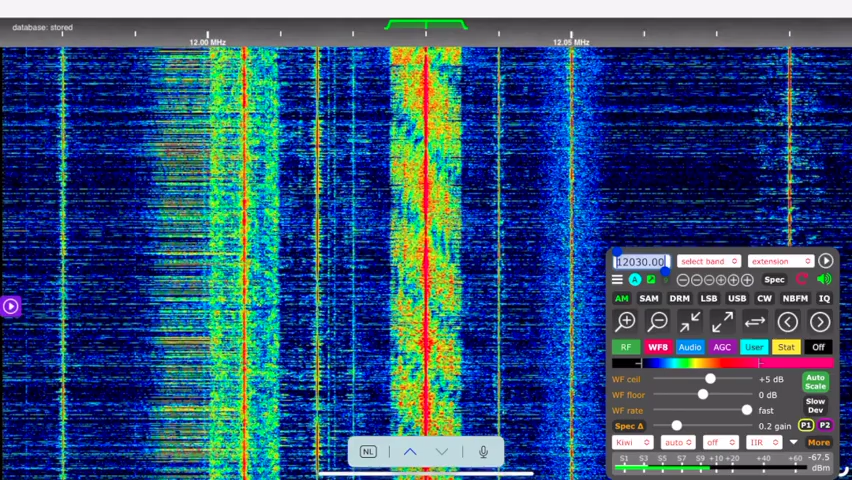 database: stored
12.00 MHz
12.05 MHz
12030.00
select band
extension
A
Spec
AM SAM DRM LSB USB CW NBFM IQ
RF WFB Audio AGC User Stat Off
WF ceil +5 dB
Auto Scale
WF floor 0 dB
WF rate fast
Slow Dev
Spec Δ 0.2 gain P1 P2
Kiwi auto off IIR More
S1 S3 S5 S7 S9 +10 +20 +40 +60 -67.5 dBm
NL